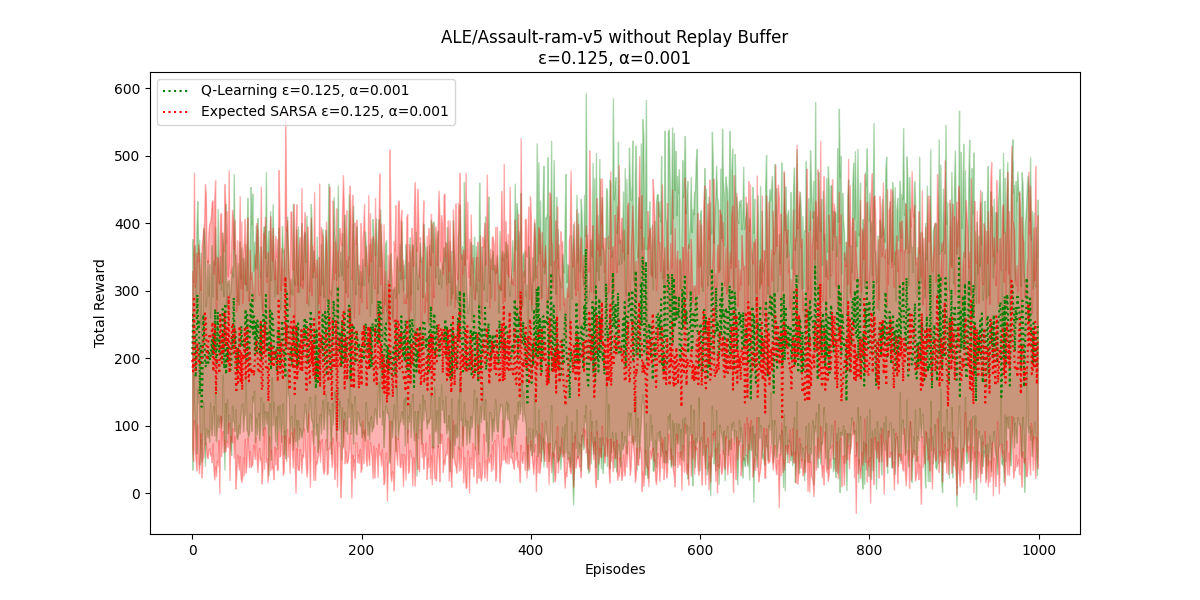 ALE/Assault-ram-v5 without Replay Buffer
ε=0.125, α=0.001
Q-Learning ε=0.125, α=0.001
Expected SARSA ε=0.125, α=0.001
600
500
400
300
200
100
0
Total Reward
0 200 400 600 800 1000
Episodes